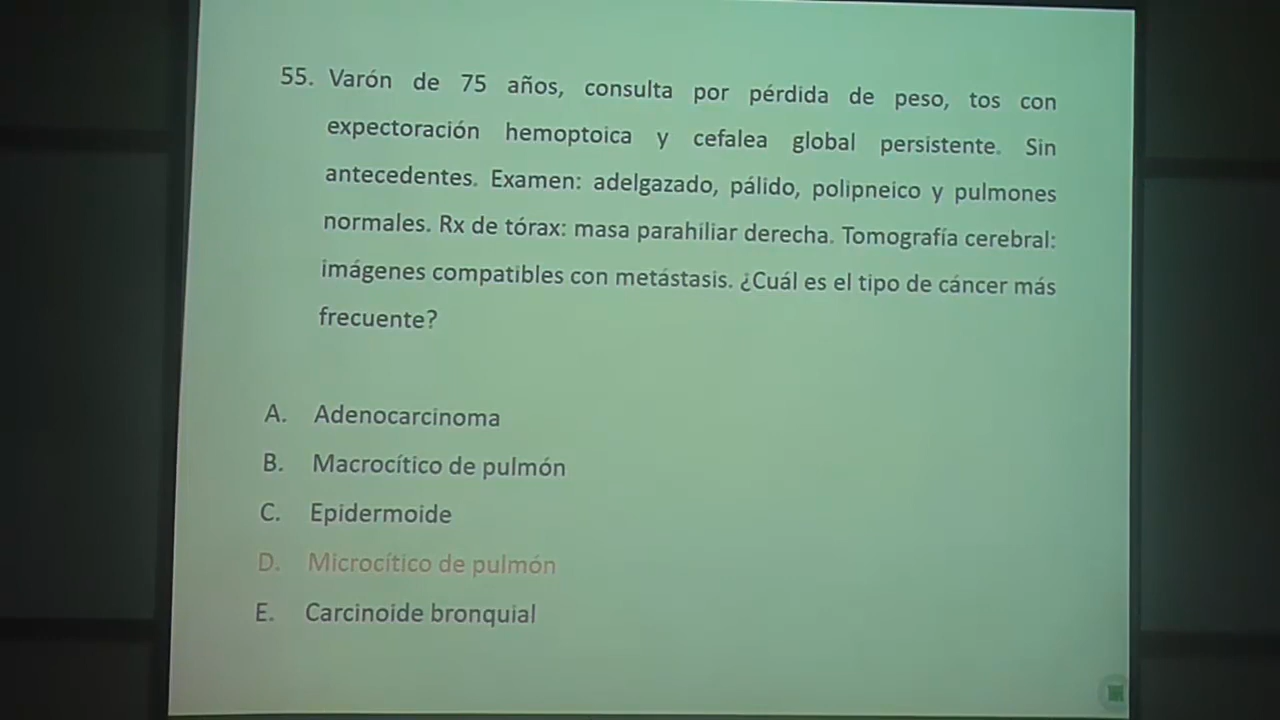 55. Varón de 75 años, consulta por pérdida de peso, tos con
expectoración hemoptoica y cefalea global persistente. Sin
antecedentes. Examen: adelgazado, pálido, polipneico y pulmones
normales. Rx de tórax: masa parahiliar derecha. Tomografía cerebral:
imágenes compatibles con metástasis. ¿Cuál es el tipo de cáncer más
frecuente?
A. Adenocarcinoma
B. Macrocítico de pulmón
C. Epidermoide
D. Microcítico de pulmón
E. Carcinoide bronquial